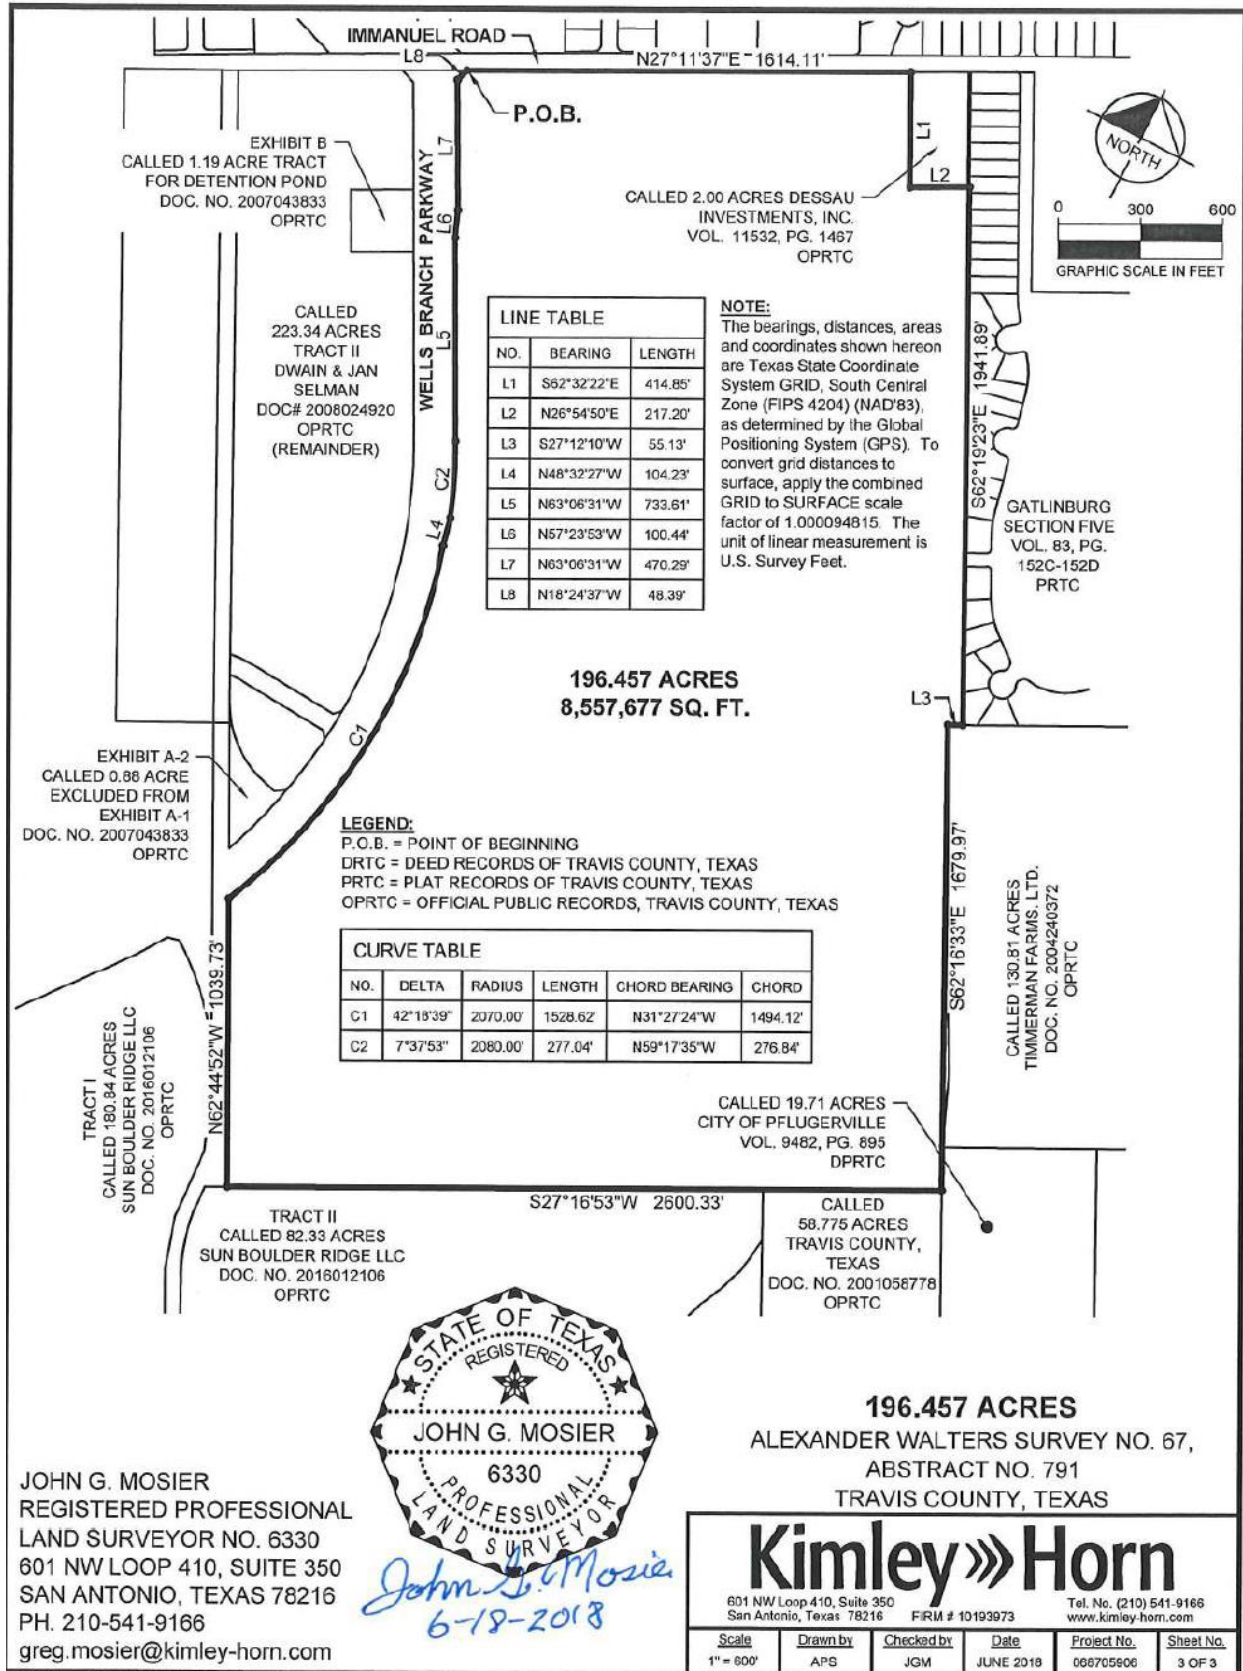 IMMANUEL ROAD
L8
N27°11'37"E - 1614.11'
P.O.B.
EXHIBIT B
CALLED 1.19 ACRE TRACT
FOR DETENTION POND
DOC. NO. 2007043833
OPRTC
L7
L6
L5
WELLS BRANCH PARKWAY
C2
L4
C1
L1
L2
CALLED 2.00 ACRES DESSAU
INVESTMENTS, INC.
VOL. 11532, PG. 1467
OPRTC
NORTH
0 300 600
GRAPHIC SCALE IN FEET
CALLED
223.34 ACRES
TRACT II
DWAIN & JAN
SELMAN
DOC# 2008024920
OPRTC
(REMAINDER)
LINE TABLE
NO. BEARING LENGTH
L1 S62°32'22"E 414.85'
L2 N26°54'50"E 217.20'
L3 S27°12'10"W 55.13'
L4 N48°32'27"W 104.23'
L5 N63°06'31"W 733.61'
L6 N57°23'53"W 100.44'
L7 N63°06'31"W 470.29'
L8 N18°24'37"W 48.39'
NOTE:
The bearings, distances, areas
and coordinates shown hereon
are Texas State Coordinate
System GRID, South Central
Zone (FIPS 4204) (NAD'83),
as determined by the Global
Positioning System (GPS). To
convert grid distances to
surface, apply the combined
GRID to SURFACE scale
factor of 1.000094815. The
unit of linear measurement is
U.S. Survey Feet.
S62°19'23"E 1941.89'
GATLINBURG
SECTION FIVE
VOL. 83, PG.
152C-152D
PRTC
196.457 ACRES
8,557,677 SQ. FT.
L3
EXHIBIT A-2
CALLED 0.88 ACRE
EXCLUDED FROM
EXHIBIT A-1
DOC. NO. 2007043833
OPRTC
LEGEND:
P.O.B. = POINT OF BEGINNING
DRTC = DEED RECORDS OF TRAVIS COUNTY, TEXAS
PRTC = PLAT RECORDS OF TRAVIS COUNTY, TEXAS
OPRTC = OFFICIAL PUBLIC RECORDS, TRAVIS COUNTY, TEXAS
CURVE TABLE
NO. DELTA RADIUS LENGTH CHORD BEARING CHORD
C1 42°18'39" 2070.00' 1528.62' N31°27'24"W 1494.12'
C2 7°37'53" 2080.00' 277.04' N59°17'35"W 276.84'
S62°16'33"E 1679.97'
CALLED 130.81 ACRES
TIMMERMAN FARMS, LTD.
DOC. NO. 2004240372
OPRTC
N62°44'52"W 1039.73'
TRACT I
CALLED 180.84 ACRES
SUN BOULDER RIDGE LLC
DOC. NO. 2016012106
OPRTC
CALLED 19.71 ACRES
CITY OF PFLUGERVILLE
VOL. 9482, PG. 895
DPRTC
S27°16'53"W 2600.33'
TRACT II
CALLED 82.33 ACRES
SUN BOULDER RIDGE LLC
DOC. NO. 2016012106
OPRTC
CALLED
58.775 ACRES
TRAVIS COUNTY,
TEXAS
DOC. NO. 2001058778
OPRTC
STATE OF TEXAS
REGISTERED
JOHN G. MOSIER
6330
PROFESSIONAL
LAND SURVEYOR
John G. Mosier
6-18-2018
JOHN G. MOSIER
REGISTERED PROFESSIONAL
LAND SURVEYOR NO. 6330
601 NW LOOP 410, SUITE 350
SAN ANTONIO, TEXAS 78216
PH. 210-541-9166
greg.mosier@kimley-horn.com
196.457 ACRES
ALEXANDER WALTERS SURVEY NO. 67,
ABSTRACT NO. 791
TRAVIS COUNTY, TEXAS
Kimley»Horn
601 NW Loop 410, Suite 350
San Antonio, Texas 78216 FIRM # 10193973
Tel. No. (210) 541-9166
www.kimley-horn.com
Scale Drawn by Checked by Date Project No. Sheet No.
1" = 600' APS JGM JUNE 2018 066705906 3 OF 3